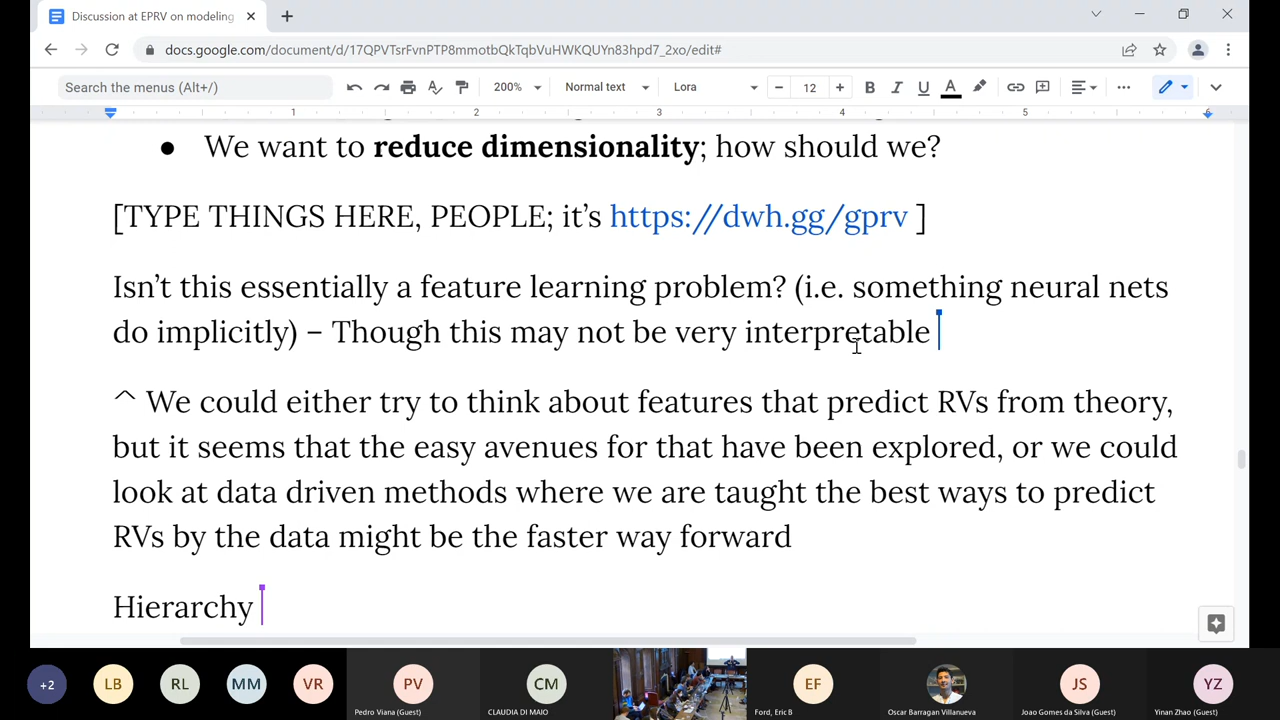 Discussion at EPRV on modeling
docs.google.com/document/d/17QPVTsrFvnPTP8mmotbQkTqbVuHWKQUYn83hpd7_2xo/edit#
Search the menus (Alt+/)
200%
Normal text
Lora
12
B I U A
1 2 3 4 5 6
● We want to reduce dimensionality; how should we?
[TYPE THINGS HERE, PEOPLE; it’s https://dwh.gg/gprv ]
Isn’t this essentially a feature learning problem? (i.e. something neural nets
do implicitly) – Though this may not be very interpretable
^ We could either try to think about features that predict RVs from theory,
but it seems that the easy avenues for that have been explored, or we could
look at data driven methods where we are taught the best ways to predict
RVs by the data might be the faster way forward
Hierarchy
+2
LB
RL
MM
VR
PV
CM
EF
JS
YZ
Pedro Viana (Guest)
CLAUDIA DI MAIO
Ford, Eric B
Oscar Barragan Villanueva
Joao Gomes da Silva (Guest)
Yinan Zhao (Guest)